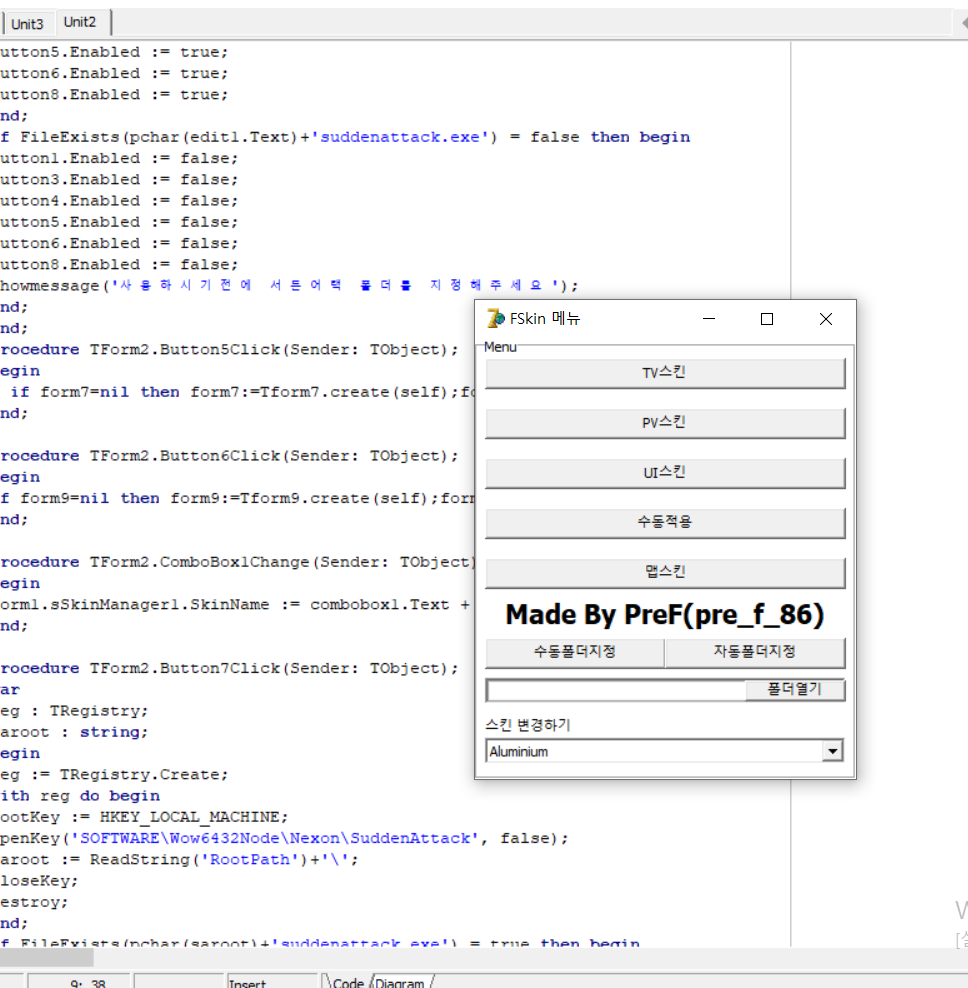 Unit3 Unit2
utton5.Enabled := true;
utton6.Enabled := true;
utton8.Enabled := true;
nd;
f FileExists(pchar(edit1.Text)+'suddenattack.exe') = false then begin
utton1.Enabled := false;
utton3.Enabled := false;
utton4.Enabled := false;
utton5.Enabled := false;
utton6.Enabled := false;
utton8.Enabled := false;
howmessage('사용하시기전에 서든어택 폴더를 지정해주세요');
nd;
nd;
rocedure TForm2.Button5Click(Sender: TObject);
egin
if form7=nil then form7:=Tform7.create(self);fo
nd;
rocedure TForm2.Button6Click(Sender: TObject);
egin
f form9=nil then form9:=Tform9.create(self);form
nd;
rocedure TForm2.ComboBox1Change(Sender: TObject)
egin
orm1.sSkinManager1.SkinName := combobox1.Text +
nd;
rocedure TForm2.Button7Click(Sender: TObject);
ar
eg : TRegistry;
aroot : string;
egin
eg := TRegistry.Create;
ith reg do begin
ootKey := HKEY_LOCAL_MACHINE;
penKey('SOFTWARE\Wow6432Node\Nexon\SuddenAttack', false);
aroot := ReadString('RootPath')+'\';
loseKey;
estroy;
nd;
f FileExists(pchar(saroot)+'suddenattack.exe') = true then begin
9: 38 Insert \Code /Diagram /
FSkin 메뉴
Menu
TV스킨
PV스킨
UI스킨
수동적용
맵스킨
Made By PreF(pre_f_86)
수동폴더지정 자동폴더지정
폴더열기
스킨 변경하기
Aluminium